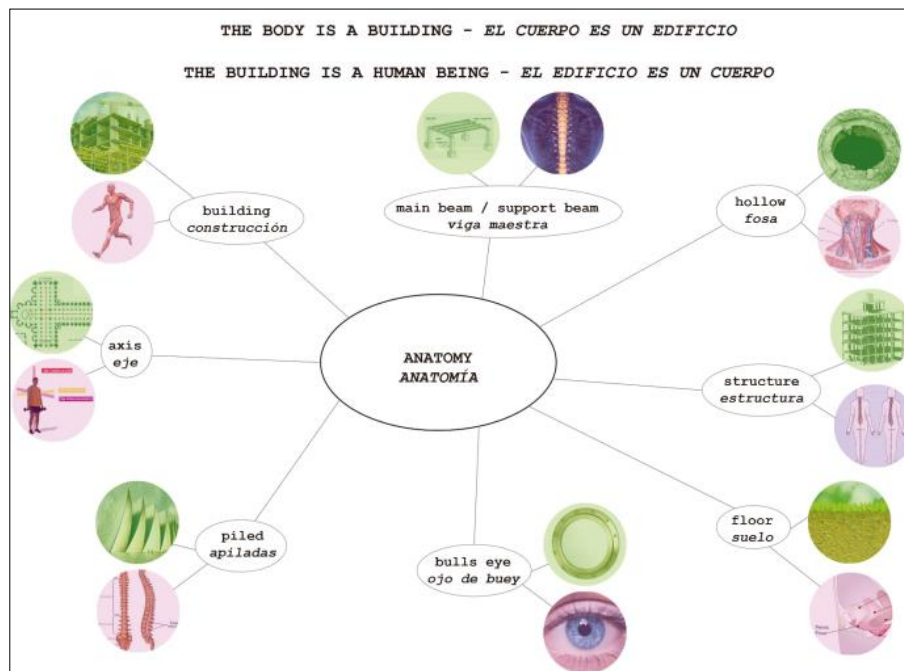 THE BODY IS A BUILDING - EL CUERPO ES UN EDIFICIO
THE BUILDING IS A HUMAN BEING - EL EDIFICIO ES UN CUERPO
building
construcción
main beam / support beam
viga maestra
hollow
fosa
axis
eje
ANATOMY
ANATOMÍA
structure
estructura
piled
apiladas
bulls eye
ojo de buey
floor
suelo